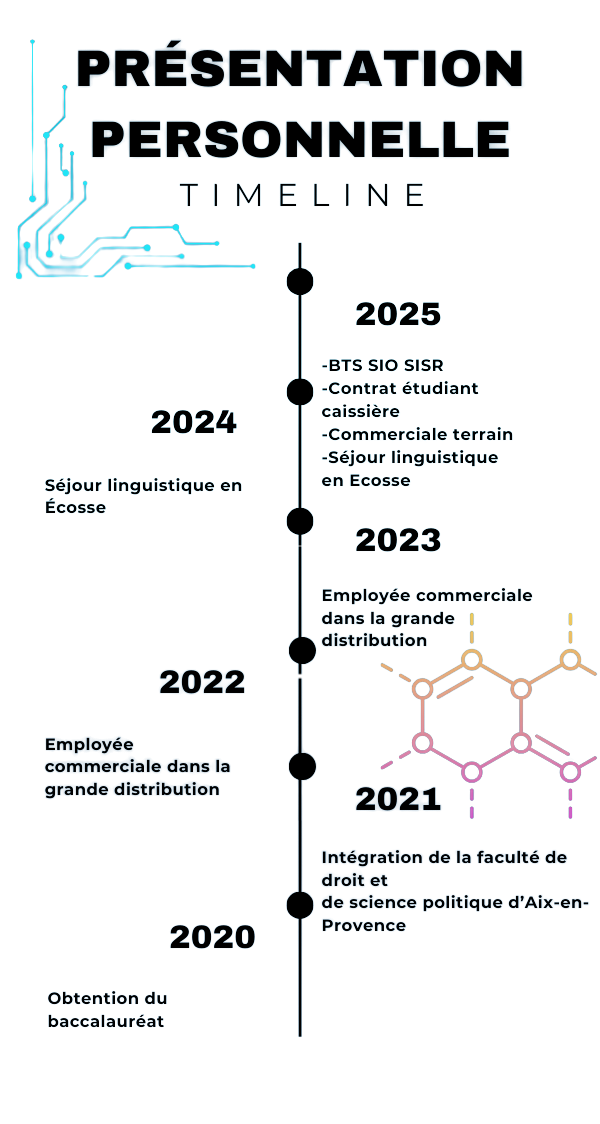 PRÉSENTATION
PERSONNELLE
TIMELINE
2025
-BTS SIO SISR
-Contrat étudiant
caissière
-Commerciale terrain
-Séjour linguistique
en Ecosse
2024
Séjour linguistique en
Écosse
2023
Employée commerciale
dans la grande
distribution
2022
Employée
commerciale dans la
grande distribution
2021
Intégration de la faculté de
droit et
de science politique d’Aix-en-
Provence
2020
Obtention du
baccalauréat